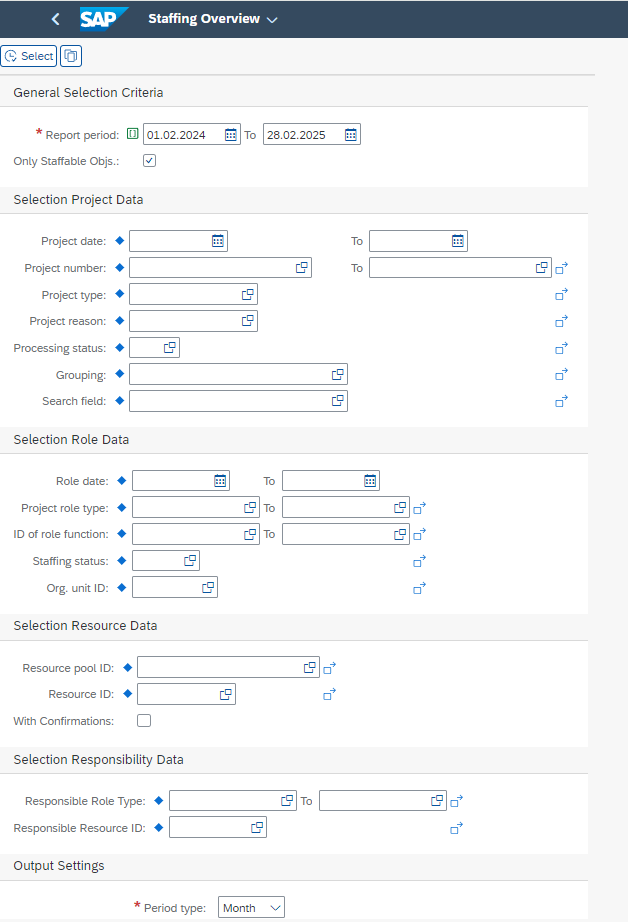 SAP Staffing Overview
Select
General Selection Criteria
* Report period: 01.02.2024 To 28.02.2025
Only Staffable Objs.:
Selection Project Data
Project date: To
Project number: To
Project type:
Project reason:
Processing status:
Grouping:
Search field:
Selection Role Data
Role date: To
Project role type: To
ID of role function: To
Staffing status:
Org. unit ID:
Selection Resource Data
Resource pool ID:
Resource ID:
With Confirmations:
Selection Responsibility Data
Responsible Role Type: To
Responsible Resource ID:
Output Settings
* Period type: Month